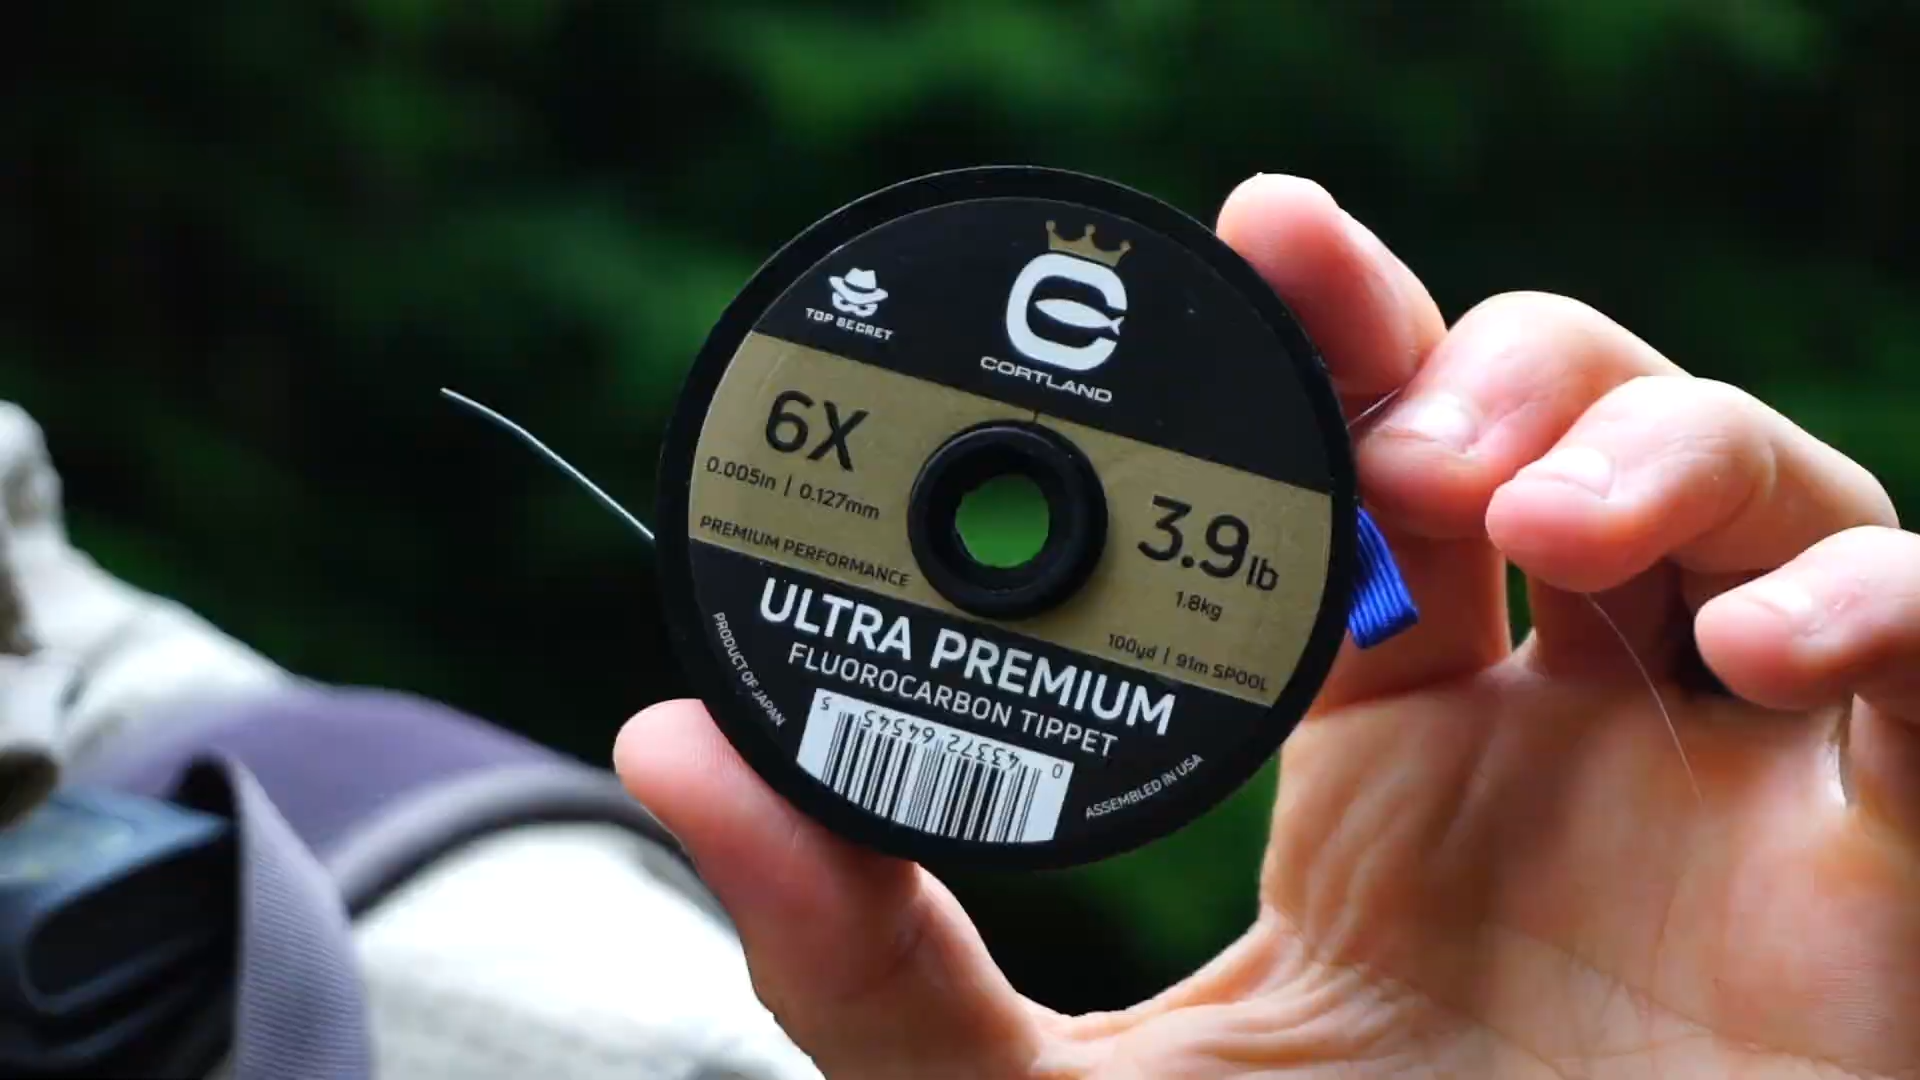 TOP SECRET
CORTLAND
6X
0.005in | 0.127mm
PREMIUM PERFORMANCE
3.9lb
1.8kg
100yd | 91m SPOOL
ULTRA PREMIUM
FLUOROCARBON TIPPET
PRODUCT OF JAPAN
0 43372 64545 5
ASSEMBLED IN USA